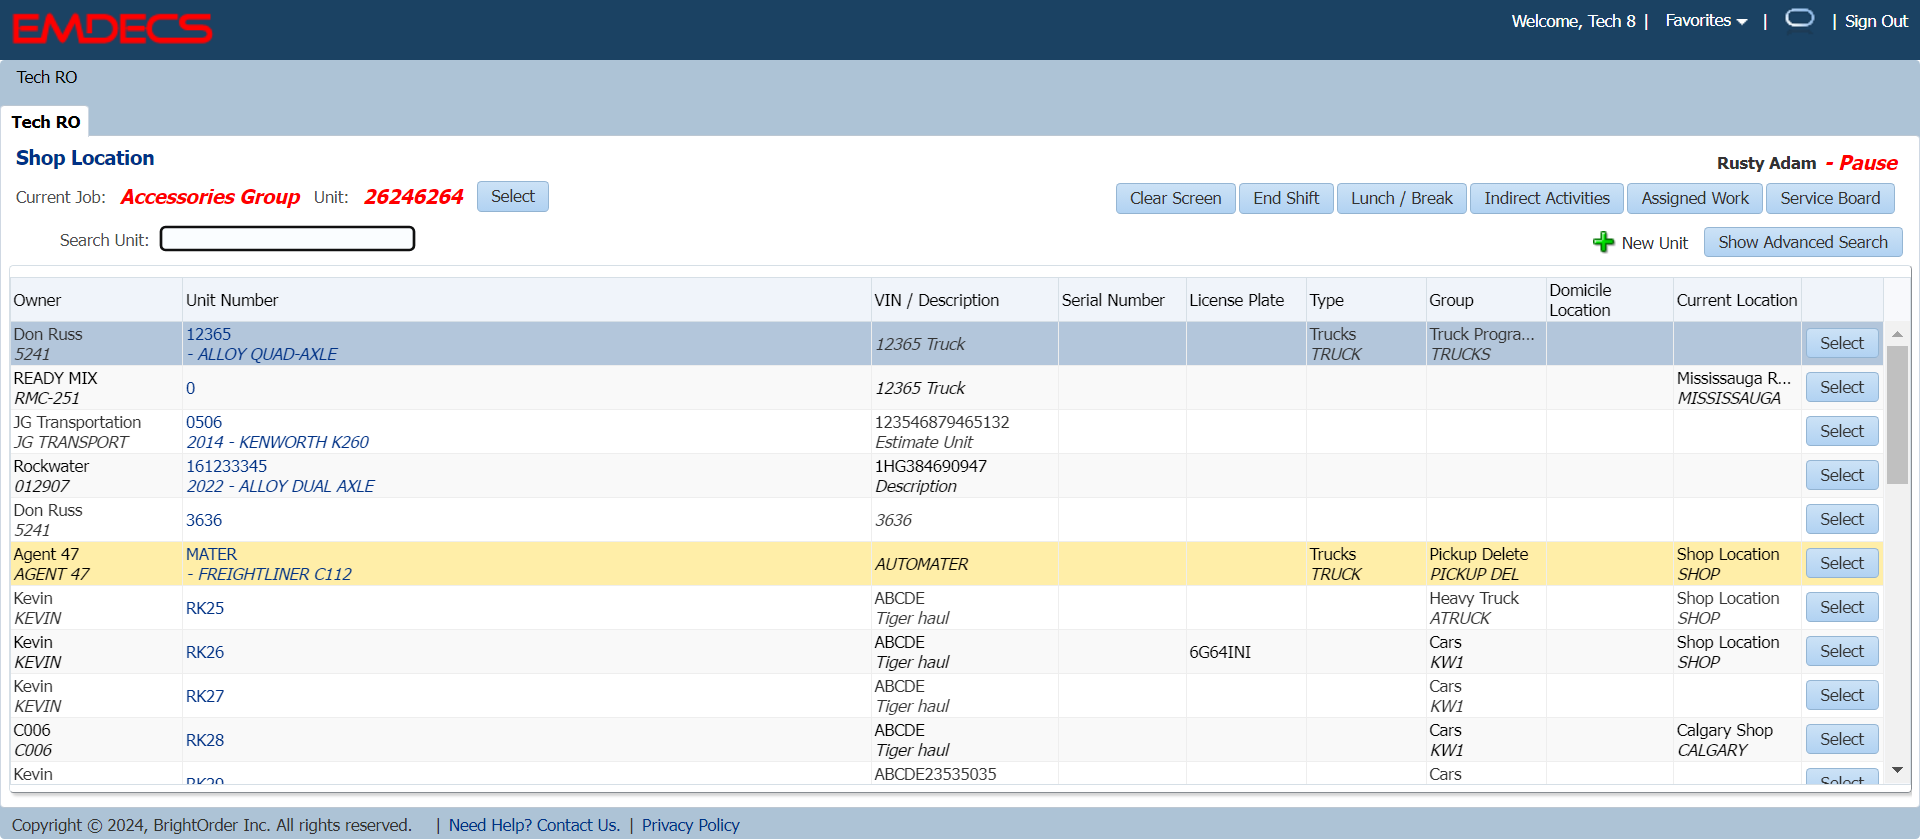 EMDECS
Welcome, Tech 8 | Favorites | | Sign Out
Tech RO
Tech RO
Shop Location
Rusty Adam - Pause
Current Job: Accessories Group Unit: 26246264 Select
Clear Screen End Shift Lunch / Break Indirect Activities Assigned Work Service Board
Search Unit:
New Unit Show Advanced Search
Owner Unit Number VIN / Description Serial Number License Plate Type Group Domicile Location Current Location
Don Russ 12365 Trucks Truck Progra...
5241 - ALLOY QUAD-AXLE 12365 Truck TRUCK TRUCKS Select
READY MIX Mississauga R...
RMC-251 0 12365 Truck MISSISSAUGA Select
JG Transportation 0506 123546879465132
JG TRANSPORT 2014 - KENWORTH K260 Estimate Unit Select
Rockwater 161233345 1HG384690947
012907 2022 - ALLOY DUAL AXLE Description Select
Don Russ
5241 3636 3636 Select
Agent 47 MATER Trucks Pickup Delete Shop Location
AGENT 47 - FREIGHTLINER C112 AUTOMATER TRUCK PICKUP DEL SHOP Select
Kevin ABCDE Heavy Truck Shop Location
KEVIN RK25 Tiger haul ATRUCK SHOP Select
Kevin ABCDE Cars Shop Location
KEVIN RK26 Tiger haul 6G64INI KW1 SHOP Select
Kevin ABCDE Cars
KEVIN RK27 Tiger haul KW1 Select
C006 ABCDE Cars Calgary Shop
C006 RK28 Tiger haul KW1 CALGARY Select
Kevin RK29 ABCDE23535035 Cars Select
Copyright © 2024, BrightOrder Inc. All rights reserved. | Need Help? Contact Us. | Privacy Policy